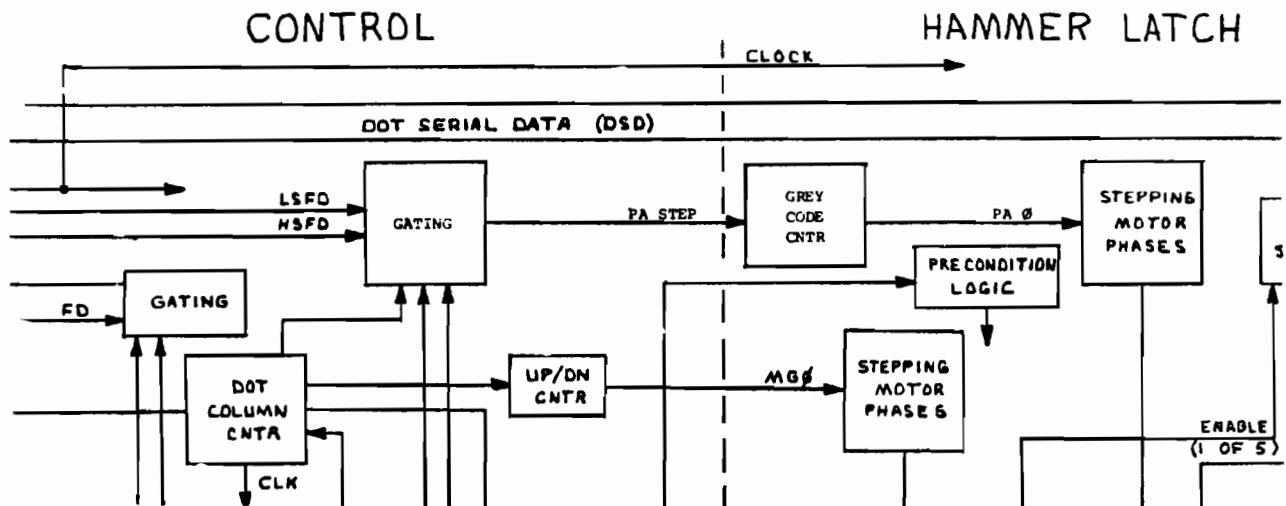 CONTROL
HAMMER LATCH
CLOCK
DOT SERIAL DATA (DSD)
LSFD
HSFD
GATING
PA STEP
GREY
CODE
CNTR
PA Ø
STEPPING
MOTOR
PHASES
PRECONDITION
LOGIC
GATING
FD
DOT
COLUMN
CNTR
UP/DN
CNTR
MGØ
STEPPING
MOTOR
PHASES
ENABLE
(1 OF 5)
CLK